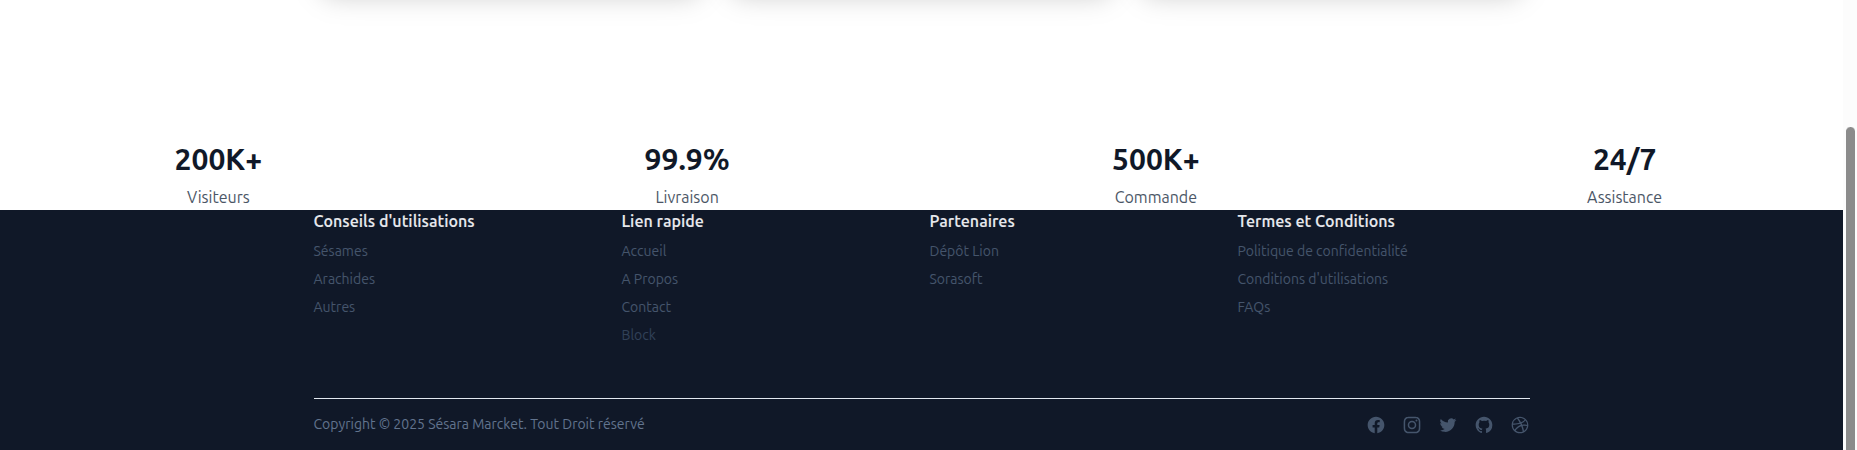 200K+ 99.9% 500K+ 24/7
Visiteurs Livraison Commande Assistance
Conseils d'utilisations Lien rapide Partenaires Termes et Conditions
Sésames Accueil Dépôt Lion Politique de confidentialité
Arachides A Propos Sorasoft Conditions d'utilisations
Autres Contact FAQs
Block
Copyright © 2025 Sésara Marcket. Tout Droit réservé